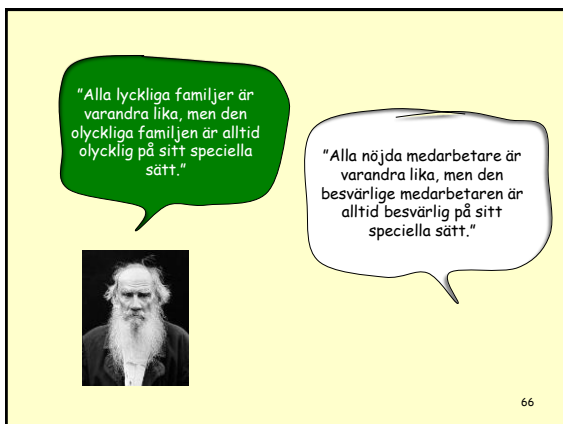 ”Alla lyckliga familjer är
varandra lika, men den
olyckliga familjen är alltid
olycklig på sitt speciella
sätt.”
”Alla nöjda medarbetare är
varandra lika, men den
besvärlige medarbetaren är
alltid besvärlig på sitt
speciella sätt.”
66